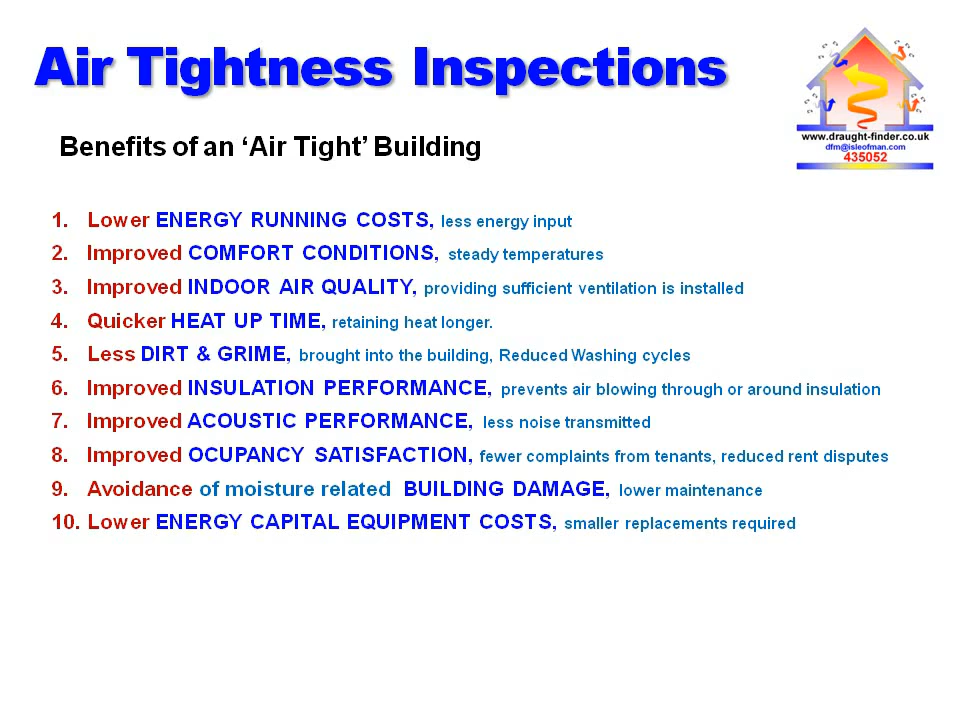 Air Tightness Inspections
www.draught-finder.co.uk
dfm@isleofman.com
435052
Benefits of an ‘Air Tight’ Building
1. Lower ENERGY RUNNING COSTS, less energy input
2. Improved COMFORT CONDITIONS, steady temperatures
3. Improved INDOOR AIR QUALITY, providing sufficient ventilation is installed
4. Quicker HEAT UP TIME, retaining heat longer.
5. Less DIRT & GRIME, brought into the building, Reduced Washing cycles
6. Improved INSULATION PERFORMANCE, prevents air blowing through or around insulation
7. Improved ACOUSTIC PERFORMANCE, less noise transmitted
8. Improved OCUPANCY SATISFACTION, fewer complaints from tenants, reduced rent disputes
9. Avoidance of moisture related BUILDING DAMAGE, lower maintenance
10. Lower ENERGY CAPITAL EQUIPMENT COSTS, smaller replacements required